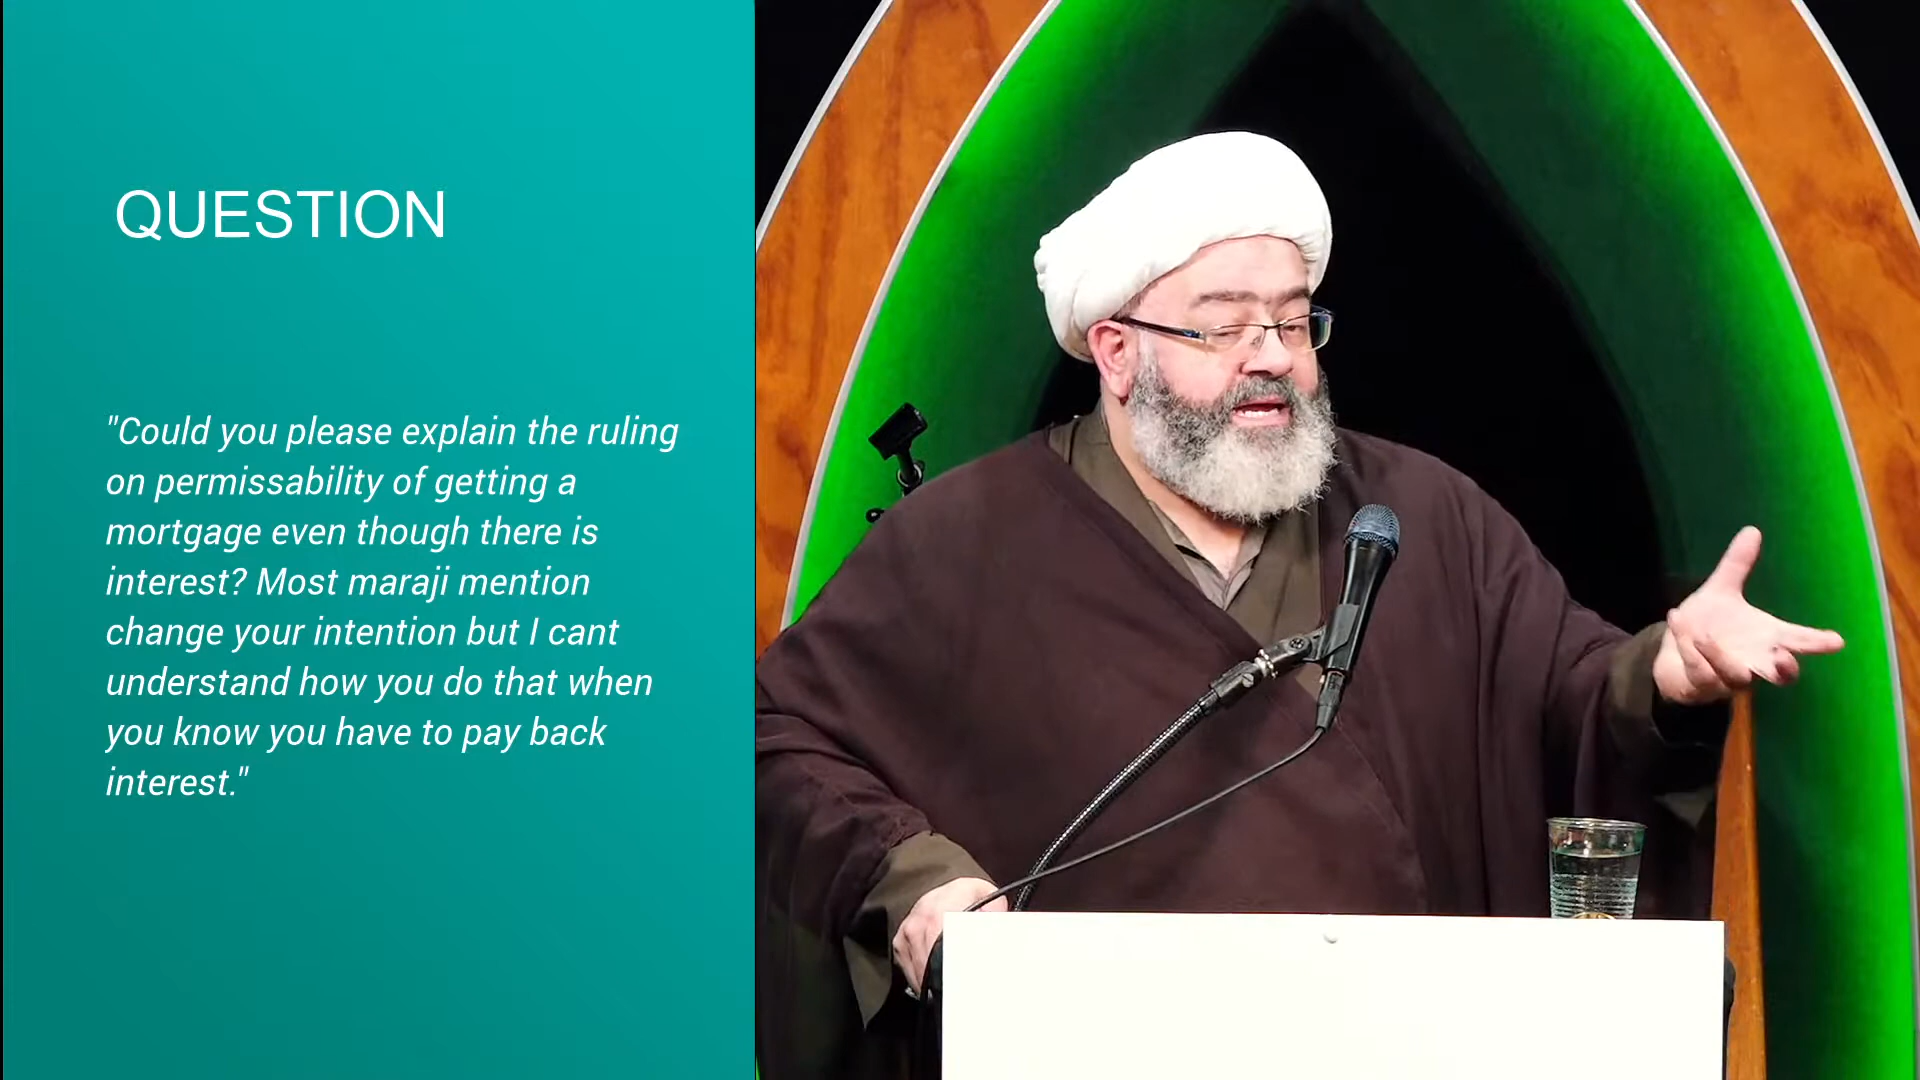 QUESTION
"Could you please explain the ruling
on permissability of getting a
mortgage even though there is
interest? Most maraji mention
change your intention but I cant
understand how you do that when
you know you have to pay back
interest."